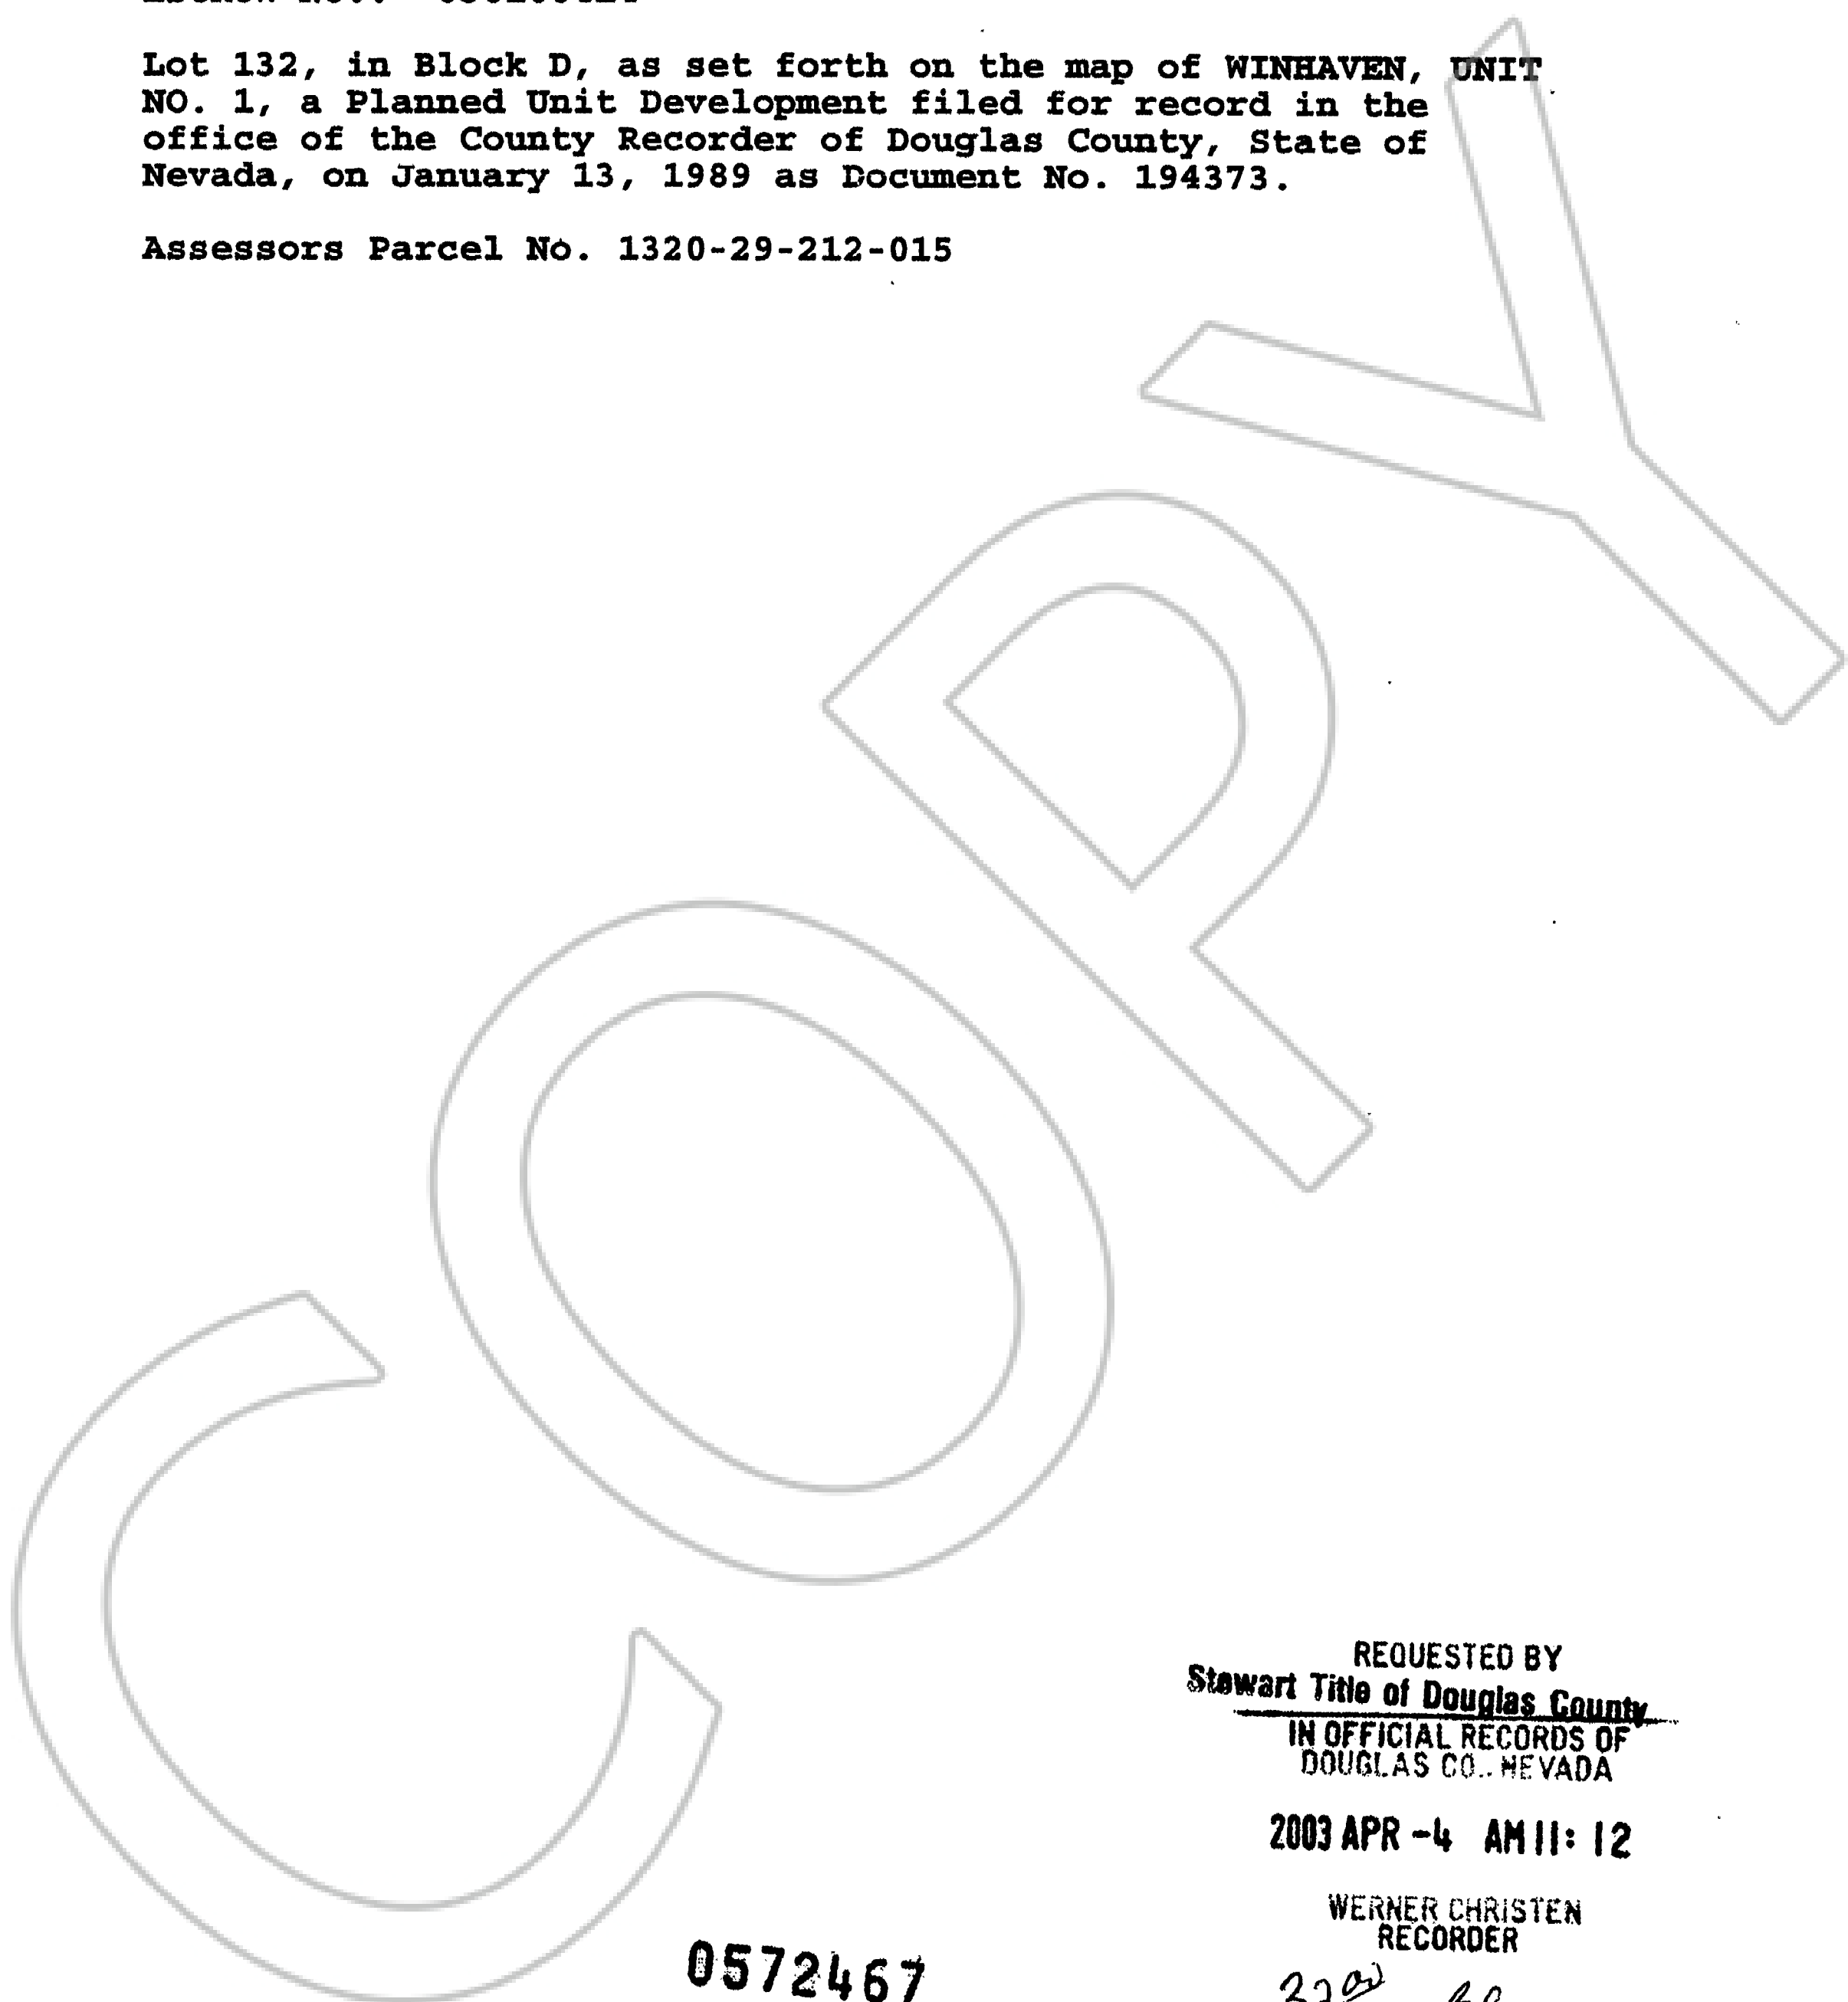 Lot 132, in Block D, as set forth on the map of WINHAVEN, UNIT
NO. 1, a Planned Unit Development filed for record in the
office of the County Recorder of Douglas County, State of
Nevada, on January 13, 1989 as Document No. 194373.
Assessors Parcel No. 1320-29-212-015
COPY
REQUESTED BY
Stewart Title of Douglas County
IN OFFICIAL RECORDS OF
DOUGLAS CO., NEVADA
2003 APR -4 AM 11: 12
WERNER CHRISTEN
RECORDER
0572467